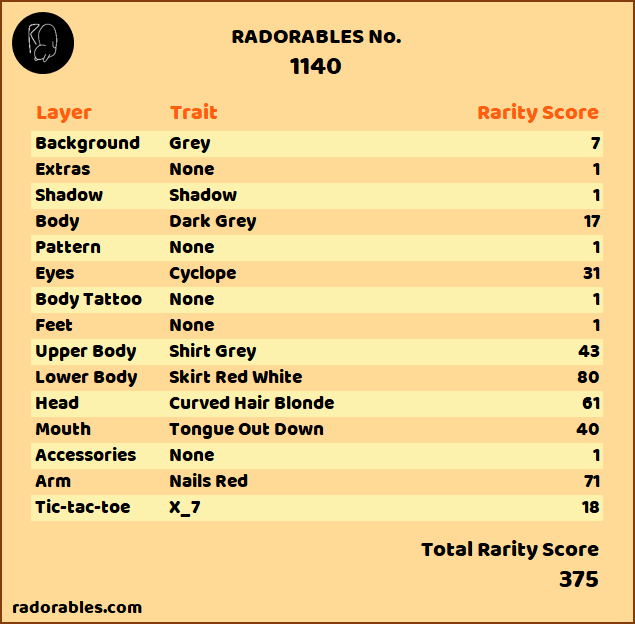 RADORABLES No.
1140
Layer Trait Rarity Score
Background Grey 7
Extras None 1
Shadow Shadow 1
Body Dark Grey 17
Pattern None 1
Eyes Cyclope 31
Body Tattoo None 1
Feet None 1
Upper Body Shirt Grey 43
Lower Body Skirt Red White 80
Head Curved Hair Blonde 61
Mouth Tongue Out Down 40
Accessories None 1
Arm Nails Red 71
Tic-tac-toe X_7 18
Total Rarity Score
375
radorables.com